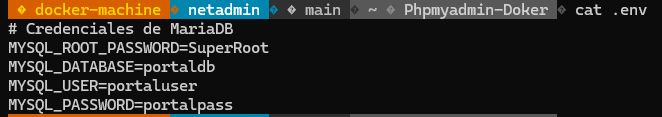 docker-machine netadmin main ~ Phpmyadmin-Doker cat .env
# Credenciales de MariaDB
MYSQL_ROOT_PASSWORD=SuperRoot
MYSQL_DATABASE=portaldb
MYSQL_USER=portaluser
MYSQL_PASSWORD=portalpass